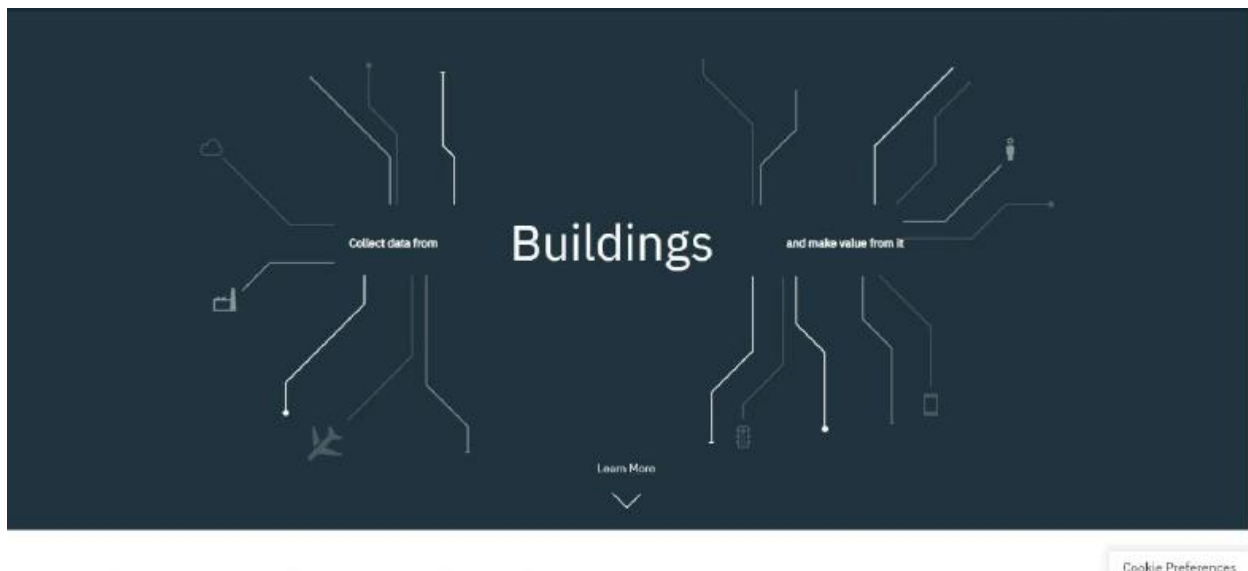 Collect data from Buildings and make value from it
Learn More
Cookie Preferences